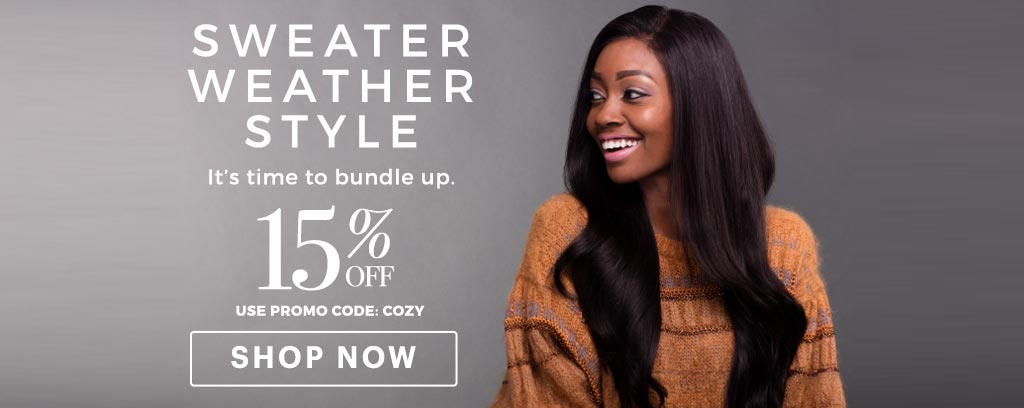 SWEATER
WEATHER
STYLE
It's time to bundle up.
15% OFF
USE PROMO CODE: COZY
SHOP NOW